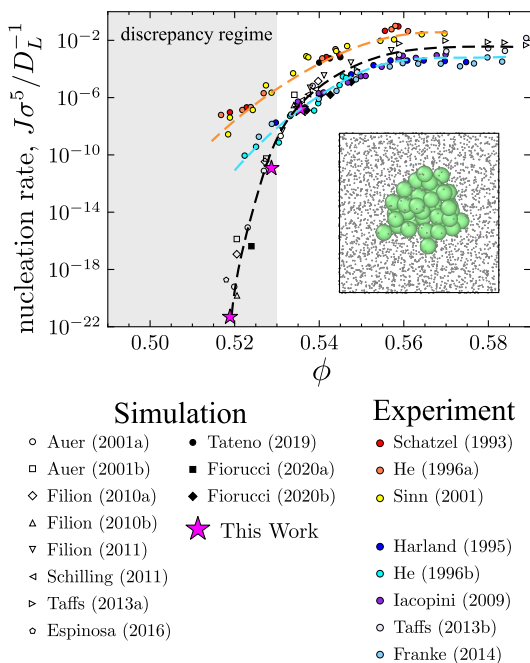 discrepancy regime
nucleation rate, Jσ⁵/D_L⁻¹
10⁻²
10⁻⁶
10⁻¹⁰
10⁻¹⁴
10⁻¹⁸
10⁻²²
0.50 0.52 0.54 0.56 0.58
ϕ
Simulation
Auer (2001a)
Auer (2001b)
Filion (2010a)
Filion (2010b)
Filion (2011)
Schilling (2011)
Taffs (2013a)
Espinosa (2016)
Tateno (2019)
Fiorucci (2020a)
Fiorucci (2020b)
This Work
Experiment
Schatzel (1993)
He (1996a)
Sinn (2001)
Harland (1995)
He (1996b)
Iacopini (2009)
Taffs (2013b)
Franke (2014)